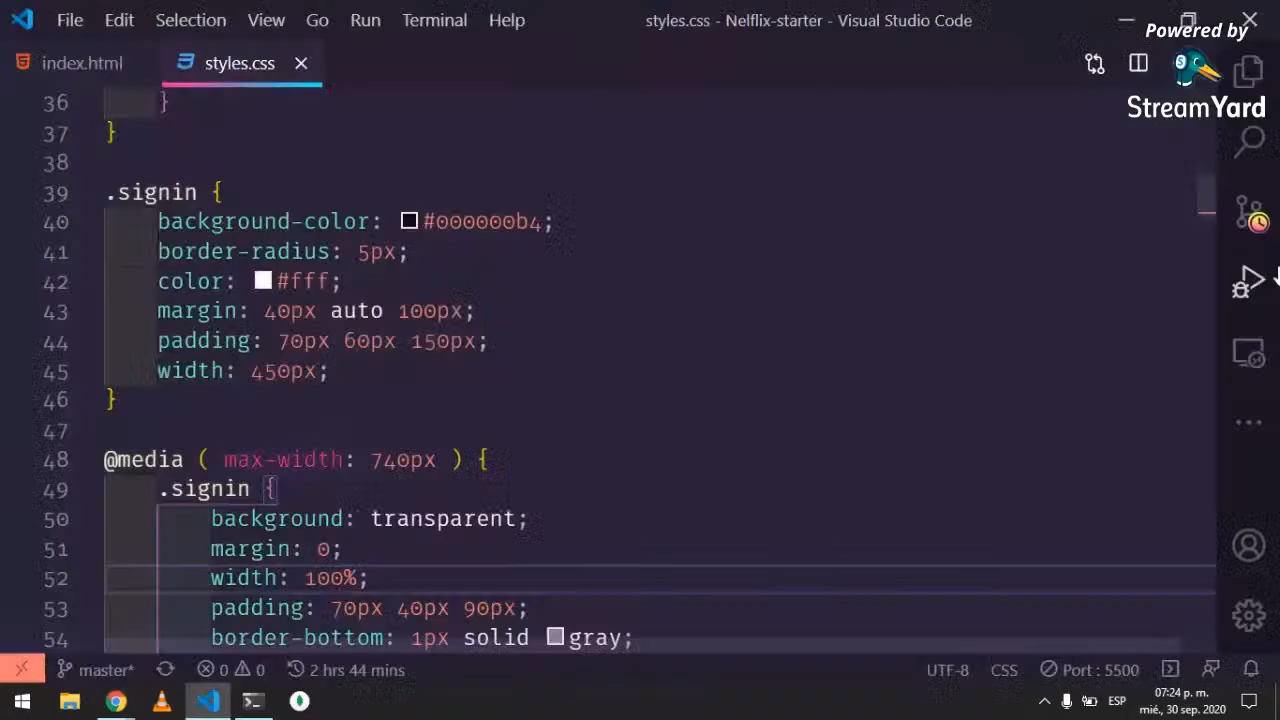 File Edit Selection View Go Run Terminal Help styles.css - Nelflix-starter - Visual Studio Code
Powered by
StreamYard
index.html styles.css
36 }
37 }
38
39 .signin {
40 background-color: #000000b4;
41 border-radius: 5px;
42 color: #fff;
43 margin: 40px auto 100px;
44 padding: 70px 60px 150px;
45 width: 450px;
46 }
47
48 @media ( max-width: 740px ) {
49 .signin {
50 background: transparent;
51 margin: 0;
52 width: 100%;
53 padding: 70px 40px 90px;
54 border-bottom: 1px solid gray;
master* 0 0 2 hrs 44 mins UTF-8 CSS Port : 5500
ESP 07:24 p. m.
mié., 30 sep. 2020